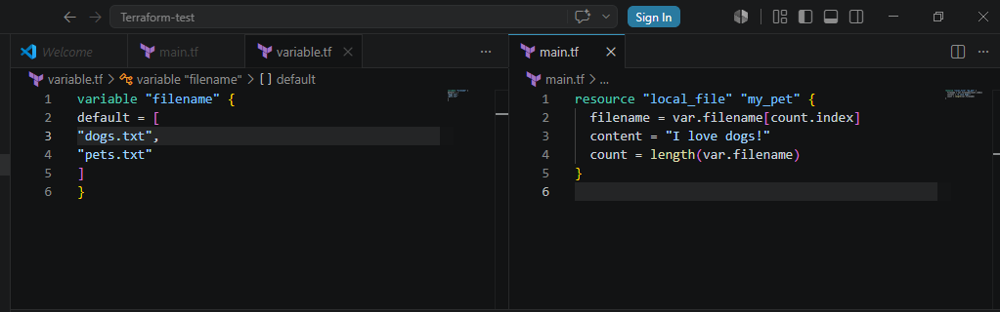 Terraform-test
Sign In
Welcome
main.tf
variable.tf
variable.tf > variable "filename" > [ ] default
1 variable "filename" {
2 default = [
3 "dogs.txt",
4 "pets.txt"
5 ]
6 }
main.tf
main.tf > ...
1 resource "local_file" "my_pet" {
2 filename = var.filename[count.index]
3 content = "I love dogs!"
4 count = length(var.filename)
5 }
6